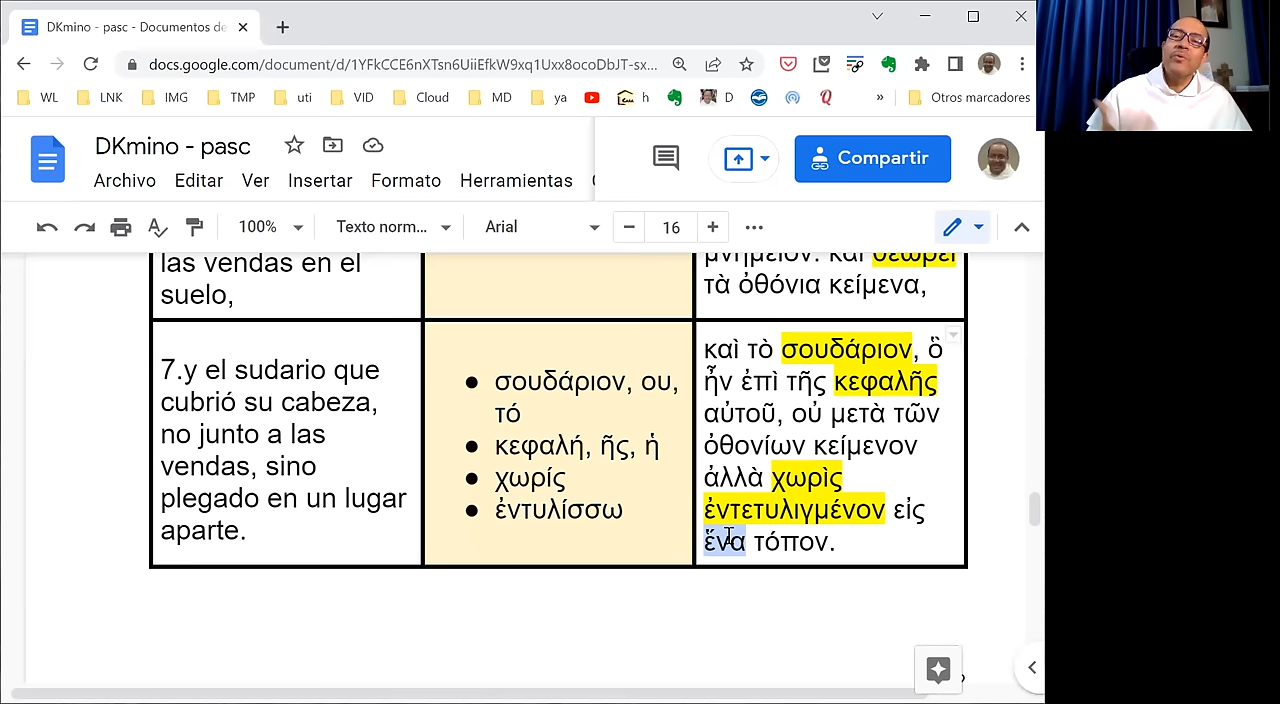 DKmino - pasc - Documentos de
docs.google.com/document/d/1YFkCCE6nXTsn6UiiEfkW9xq1Uxx8ocoDbJT-sx...
WL LNK IMG TMP uti VID Cloud MD ya h D » Otros marcadores
DKmino - pasc
Archivo Editar Ver Insertar Formato Herramientas
Compartir
100% Texto norm... Arial 16
las vendas en el
suelo,
μνημεῖον. καὶ θεωρεῖ
τὰ ὀθόνια κείμενα,
7.y el sudario que
cubrió su cabeza,
no junto a las
vendas, sino
plegado en un lugar
aparte.
● σουδάριον, ου,
τό
● κεφαλή, ῆς, ἡ
● χωρίς
● ἐντυλίσσω
καὶ τὸ σουδάριον, ὃ
ἦν ἐπὶ τῆς κεφαλῆς
αὐτοῦ, οὐ μετὰ τῶν
ὀθονίων κείμενον
ἀλλὰ χωρὶς
ἐντετυλιγμένον εἰς
ἕνα τόπον.